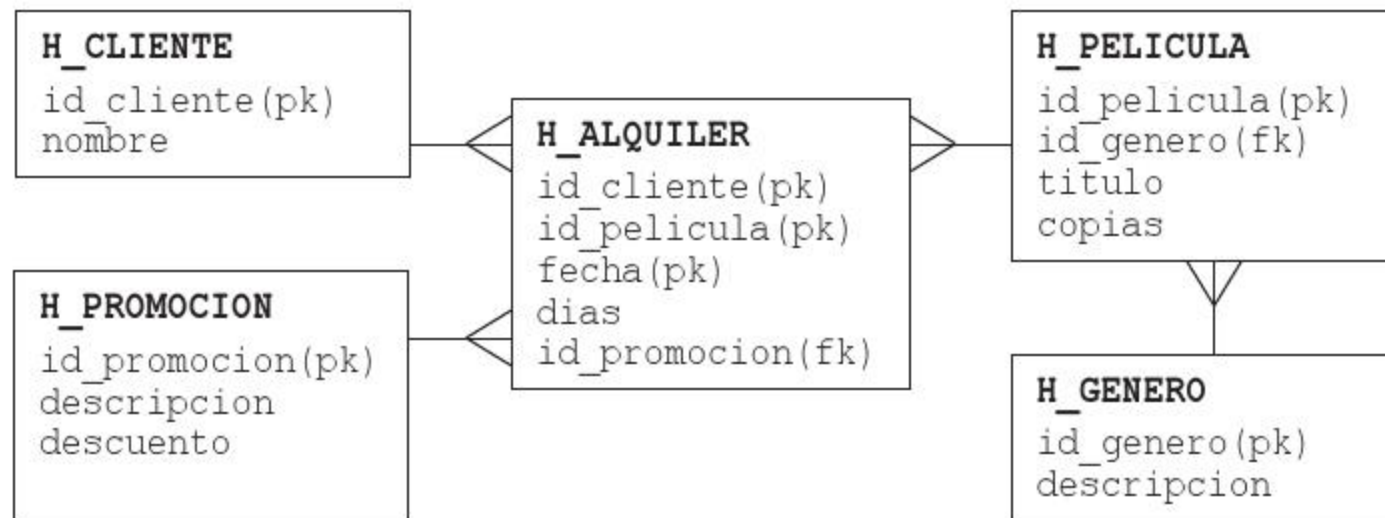 H_CLIENTE
id_cliente(pk)
nombre
H_PROMOCION
id_promocion(pk)
descripcion
descuento
H_ALQUILER
id_cliente(pk)
id_pelicula(pk)
fecha(pk)
dias
id_promocion(fk)
H_PELICULA
id_pelicula(pk)
id_genero(fk)
titulo
copias
H_GENERO
id_genero(pk)
descripcion